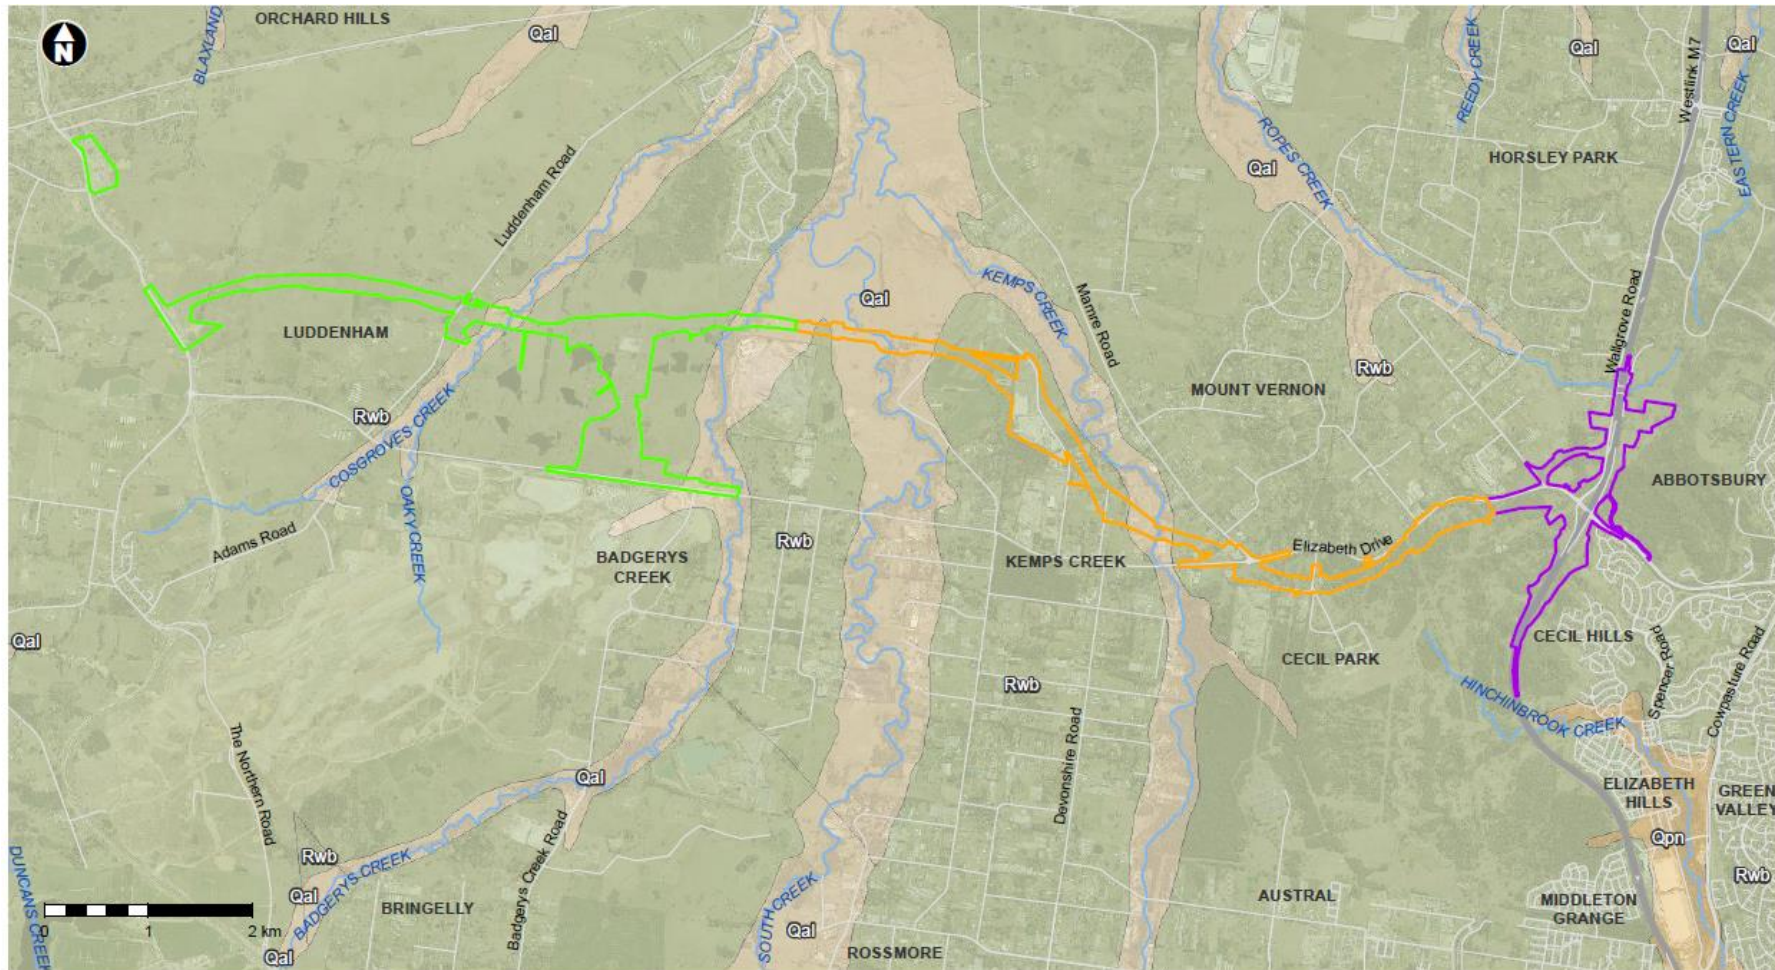 ORCHARD HILLS
Qal
BLAXLAND
N
Qal
Qal
Westlink M7
REEDY CREEK
EASTERN CREEK
ROPES CREEK
HORSLEY PARK
Qal
Luddenham Road
KEMPS CREEK
Qal
Mamre Road
Wallgrove Road
LUDDENHAM
Rwb
MOUNT VERNON
Rwb
COSGROVES CREEK
OAKY CREEK
ABBOTSBURY
Adams Road
BADGERYS
CREEK
Rwb
KEMPS CREEK
Elizabeth Drive
Qal
CECIL HILLS
Spencer Road
Cowpasture Road
CECIL PARK
Rwb
HINCHINBROOK CREEK
The Northern Road
Devonshire Road
Qal
ELIZABETH
HILLS
GREEN
VALLEY
Qpn
Badgerys Creek Road
Rwb
BADGERYS CREEK
Qal
DUNCANS CREEK
SOUTH CREEK
Rwb
AUSTRAL
MIDDLETON
GRANGE
BRINGELLY
0 1 2 km
Qal
Qal
ROSSMORE